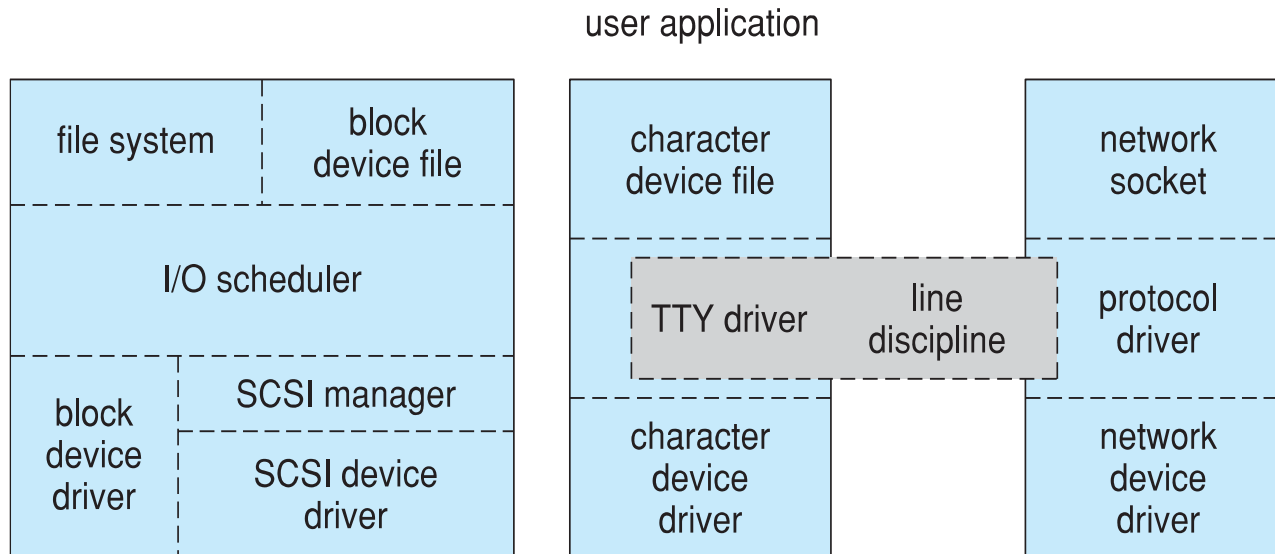 user application
file system
block
device file
I/O scheduler
block
device
driver
SCSI manager
SCSI device
driver
character
device file
TTY driver
line
discipline
character
device
driver
network
socket
protocol
driver
network
device
driver